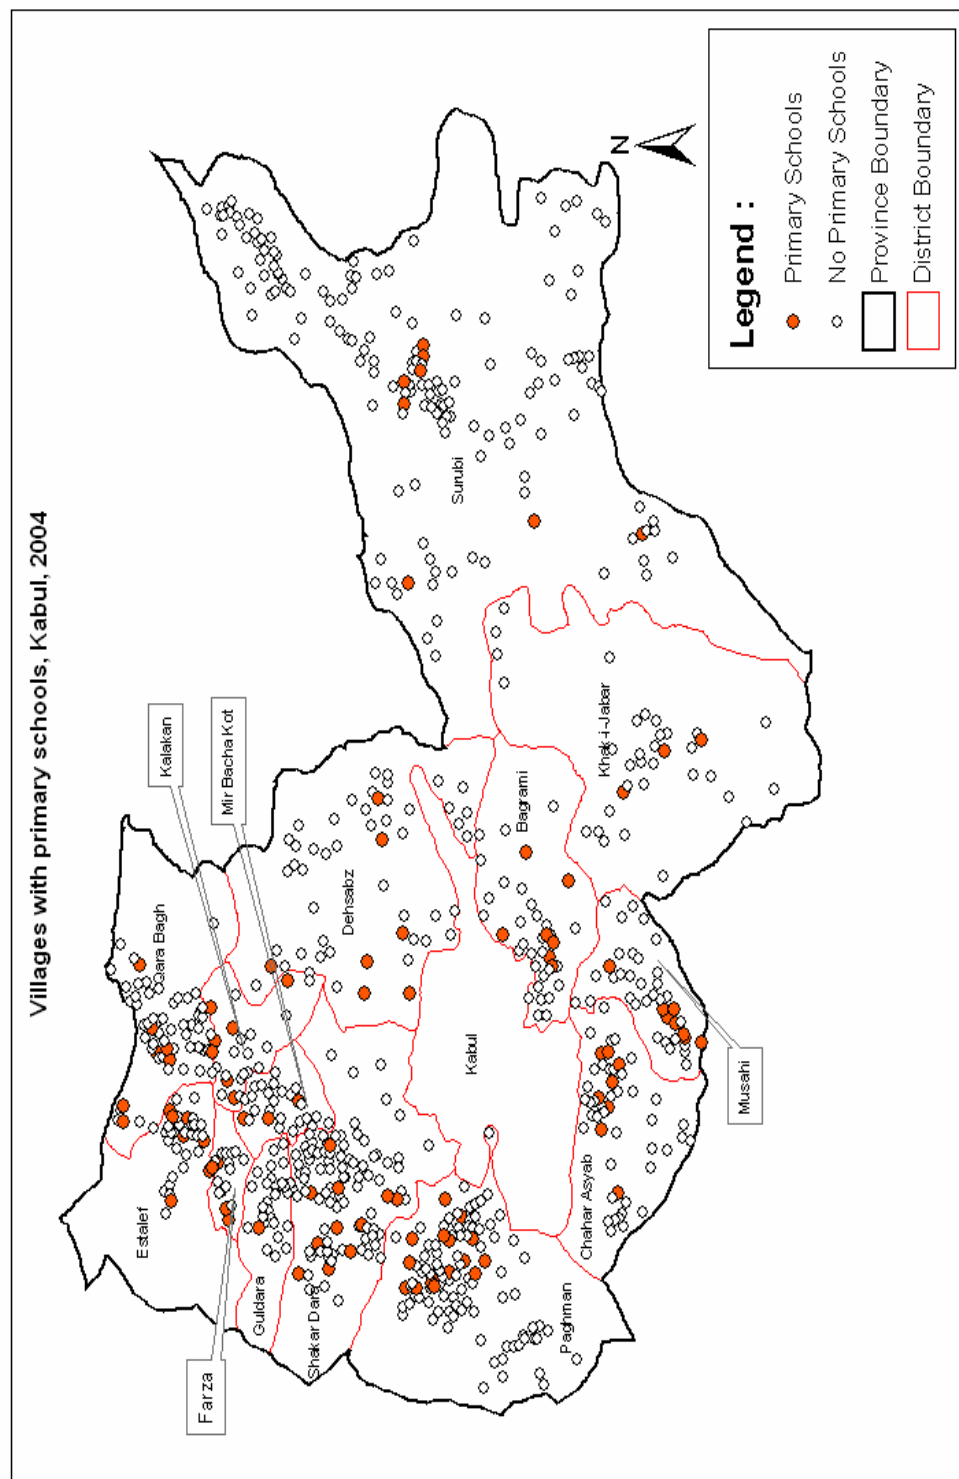 Villages with primary schools, Kabul, 2004
Kalakan
Mir Bacha Kot
Qara Bagh
Estalef
Farza
Guldara
Shakar Dara
Dehsabz
Paghman
Kabul
Bagrami
Surubi
Khak-i-Jabar
Chahar Asyab
Musahi
N
Legend :
Primary Schools
No Primary Schools
Province Boundary
District Boundary